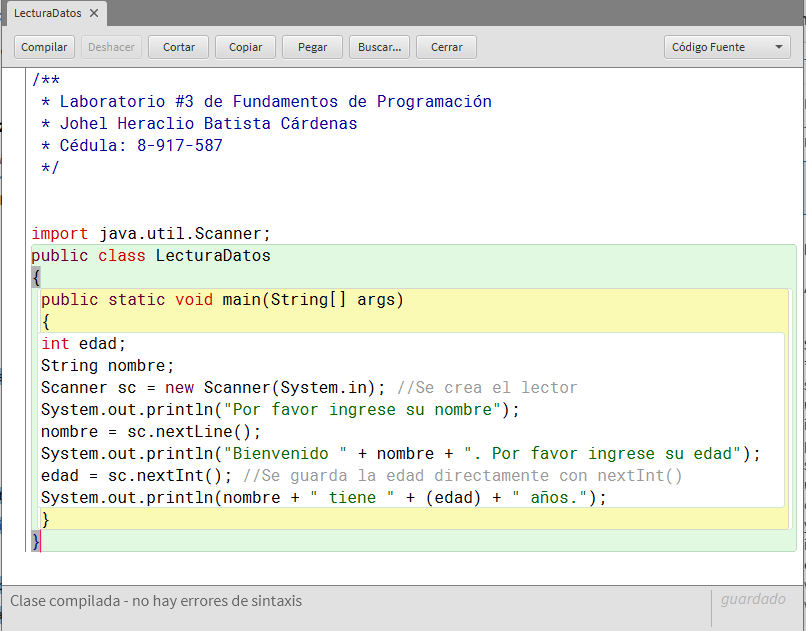 LecturaDatos ✕
Compilar Deshacer Cortar Copiar Pegar Buscar... Cerrar Código Fuente
/**
 * Laboratorio #3 de Fundamentos de Programación
 * Johel Heraclio Batista Cárdenas
 * Cédula: 8-917-587
 */
import java.util.Scanner;
public class LecturaDatos
{
public static void main(String[] args)
{
int edad;
String nombre;
Scanner sc = new Scanner(System.in); //Se crea el lector
System.out.println("Por favor ingrese su nombre");
nombre = sc.nextLine();
System.out.println("Bienvenido " + nombre + ". Por favor ingrese su edad");
edad = sc.nextInt(); //Se guarda la edad directamente con nextInt()
System.out.println(nombre + " tiene " + (edad) + " años.");
}
}
Clase compilada - no hay errores de sintaxis
guardado